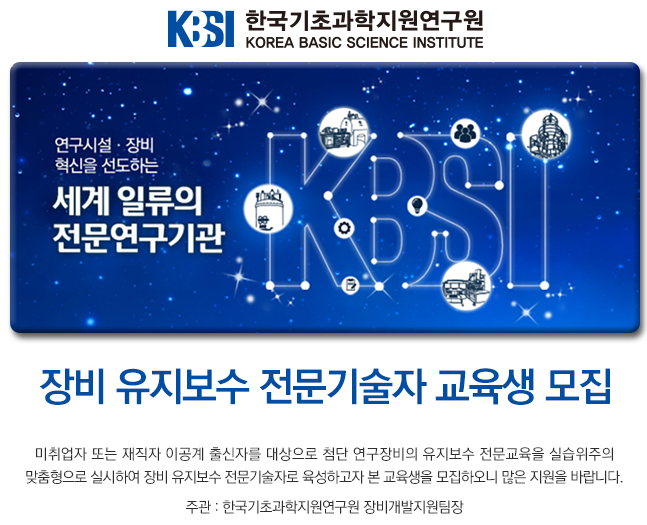 KBSI 한국기초과학지원연구원
KOREA BASIC SCIENCE INSTITUTE
연구시설 · 장비
혁신을 선도하는
세계 일류의
전문연구기관
KBSI
장비 유지보수 전문기술자 교육생 모집
미취업자 또는 재직자 이공계 출신자를 대상으로 첨단 연구장비의 유지보수 전문교육을 실습위주의
맞춤형으로 실시하여 장비 유지보수 전문기술자로 육성하고자 본 교육생을 모집하오니 많은 지원을 바랍니다.
주관 : 한국기초과학지원연구원 장비개발지원팀장